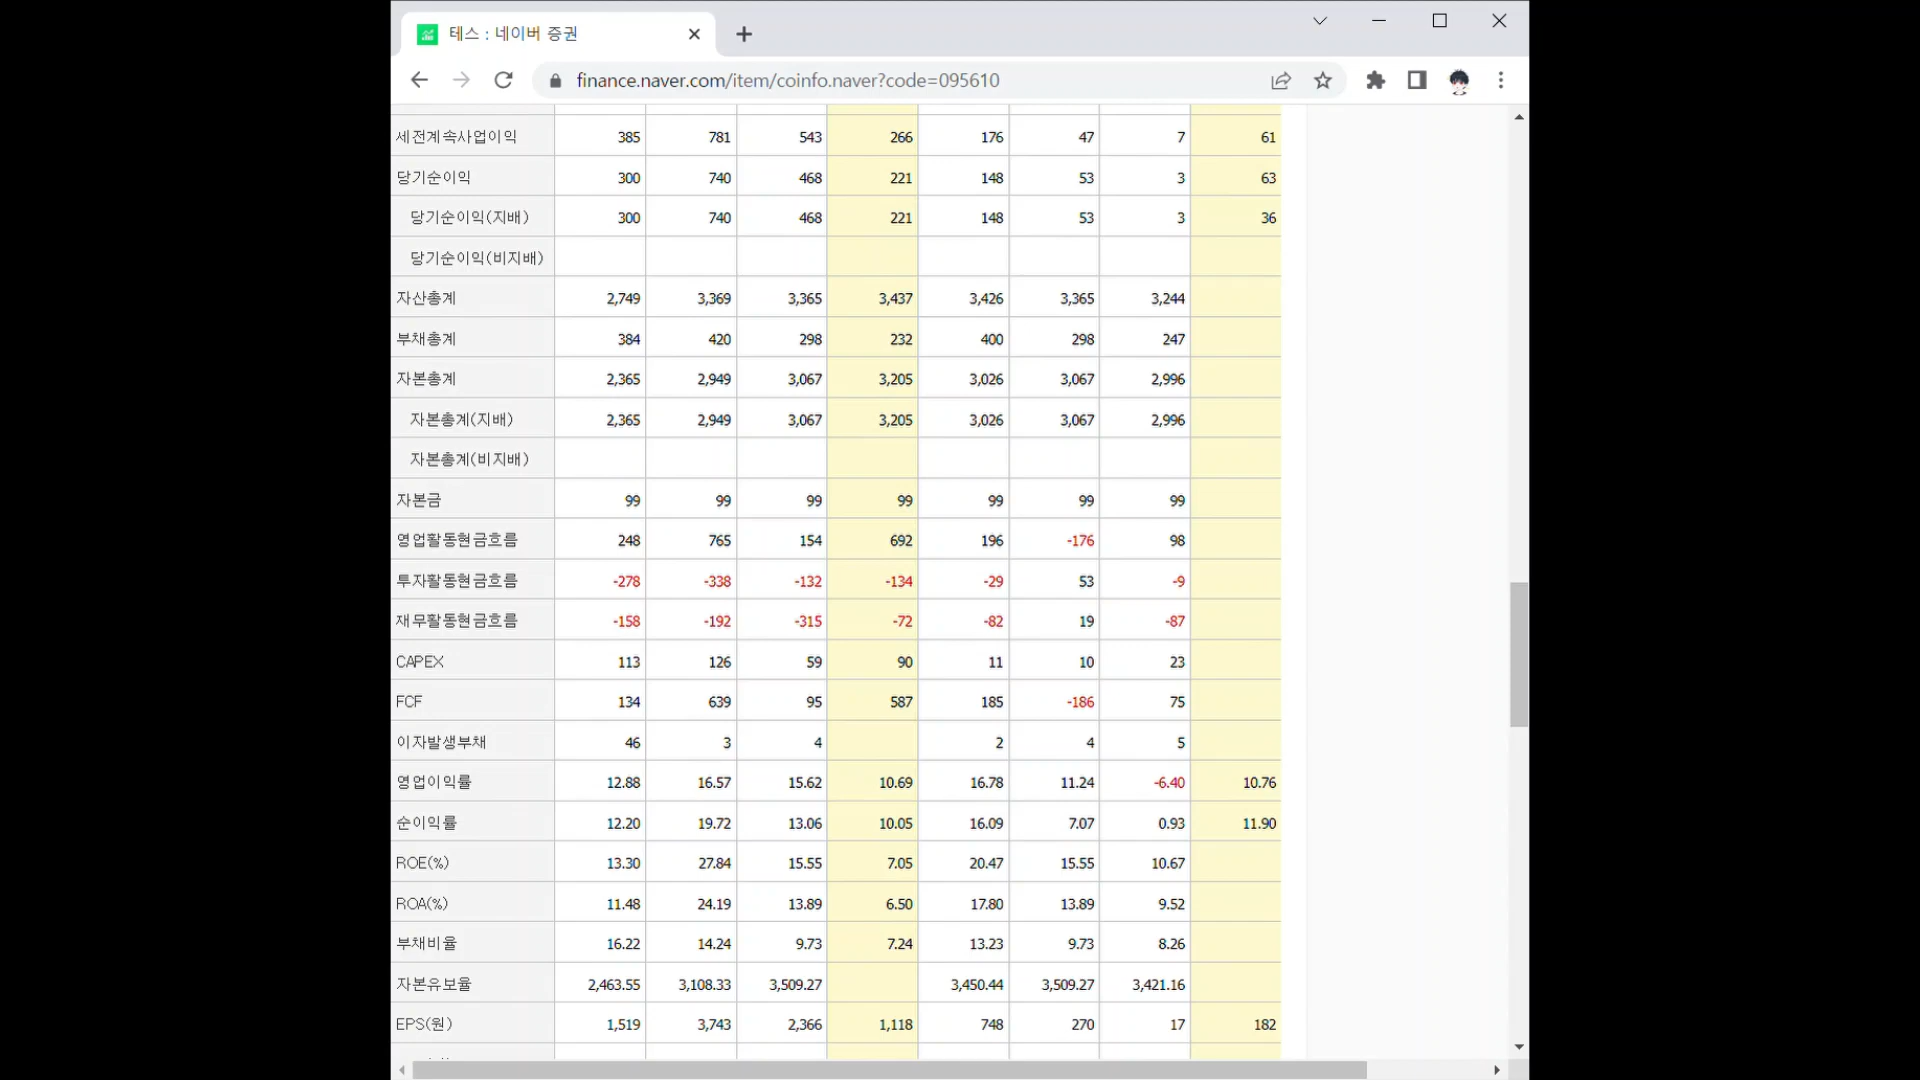 테스 : 네이버 증권
finance.naver.com/item/coinfo.naver?code=095610
세전계속사업이익 385 781 543 266 176 47 7 61
당기순이익 300 740 468 221 148 53 3 63
당기순이익(지배) 300 740 468 221 148 53 3 36
당기순이익(비지배)
자산총계 2,749 3,369 3,365 3,437 3,426 3,365 3,244
부채총계 384 420 298 232 400 298 247
자본총계 2,365 2,949 3,067 3,205 3,026 3,067 2,996
자본총계(지배) 2,365 2,949 3,067 3,205 3,026 3,067 2,996
자본총계(비지배)
자본금 99 99 99 99 99 99 99
영업활동현금흐름 248 765 154 692 196 -176 98
투자활동현금흐름 -278 -338 -132 -134 -29 53 -9
재무활동현금흐름 -158 -192 -315 -72 -82 19 -87
CAPEX 113 126 59 90 11 10 23
FCF 134 639 95 587 185 -186 75
이자발생부채 46 3 4 2 4 5
영업이익률 12.88 16.57 15.62 10.69 16.78 11.24 -6.40 10.76
순이익률 12.20 19.72 13.06 10.05 16.09 7.07 0.93 11.90
ROE(%) 13.30 27.84 15.55 7.05 20.47 15.55 10.67
ROA(%) 11.48 24.19 13.89 6.50 17.80 13.89 9.52
부채비율 16.22 14.24 9.73 7.24 13.23 9.73 8.26
자본유보율 2,463.55 3,108.33 3,509.27 3,450.44 3,509.27 3,421.16
EPS(원) 1,519 3,743 2,366 1,118 748 270 17 182